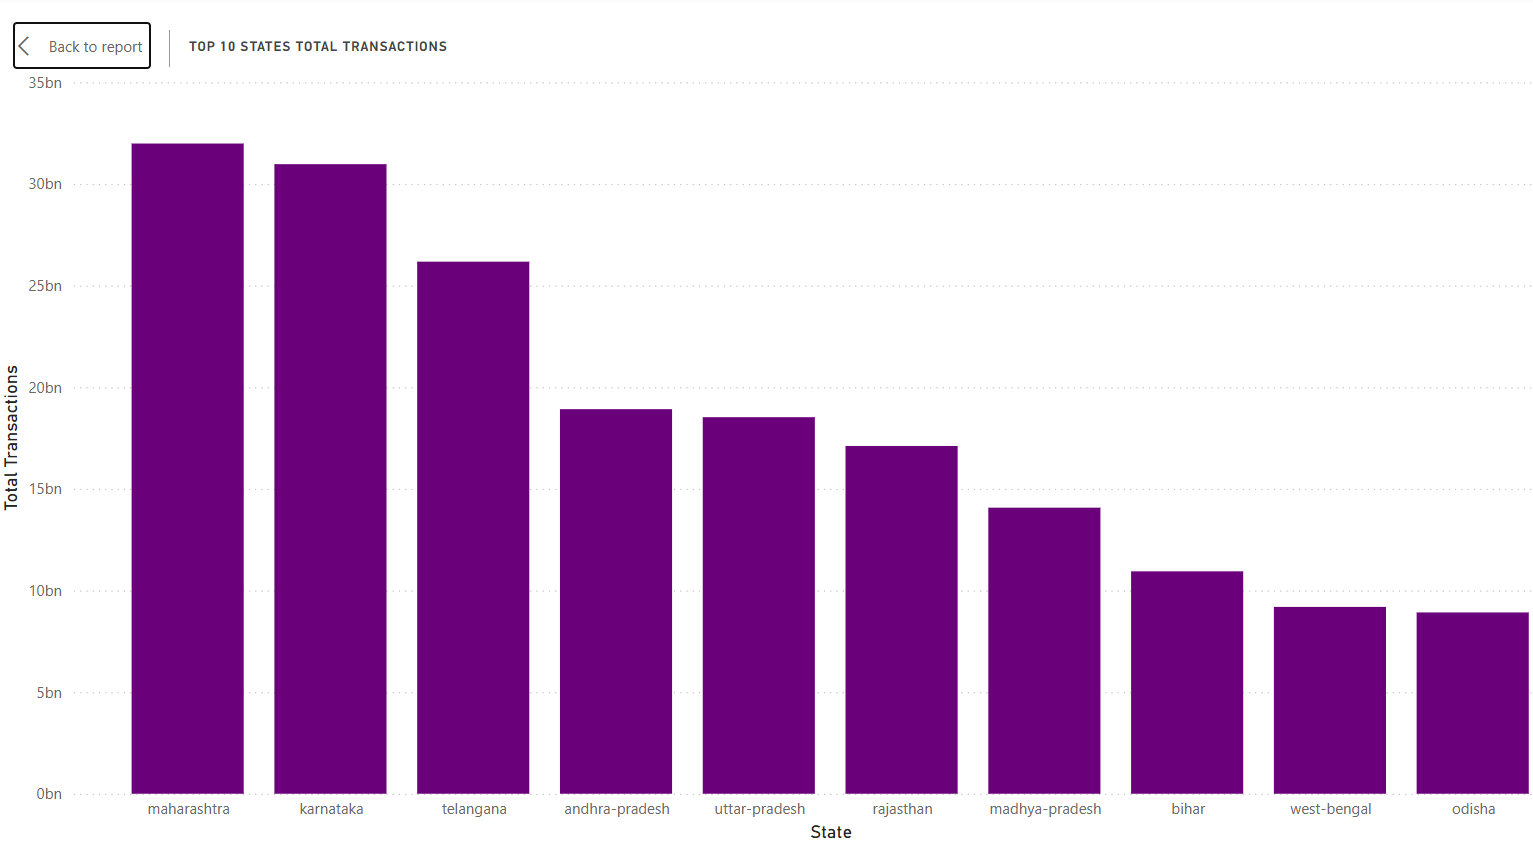 Back to report
TOP 10 STATES TOTAL TRANSACTIONS
35bn
30bn
25bn
20bn
15bn
10bn
5bn
0bn
Total Transactions
maharashtra karnataka telangana andhra-pradesh uttar-pradesh rajasthan madhya-pradesh bihar west-bengal odisha
State